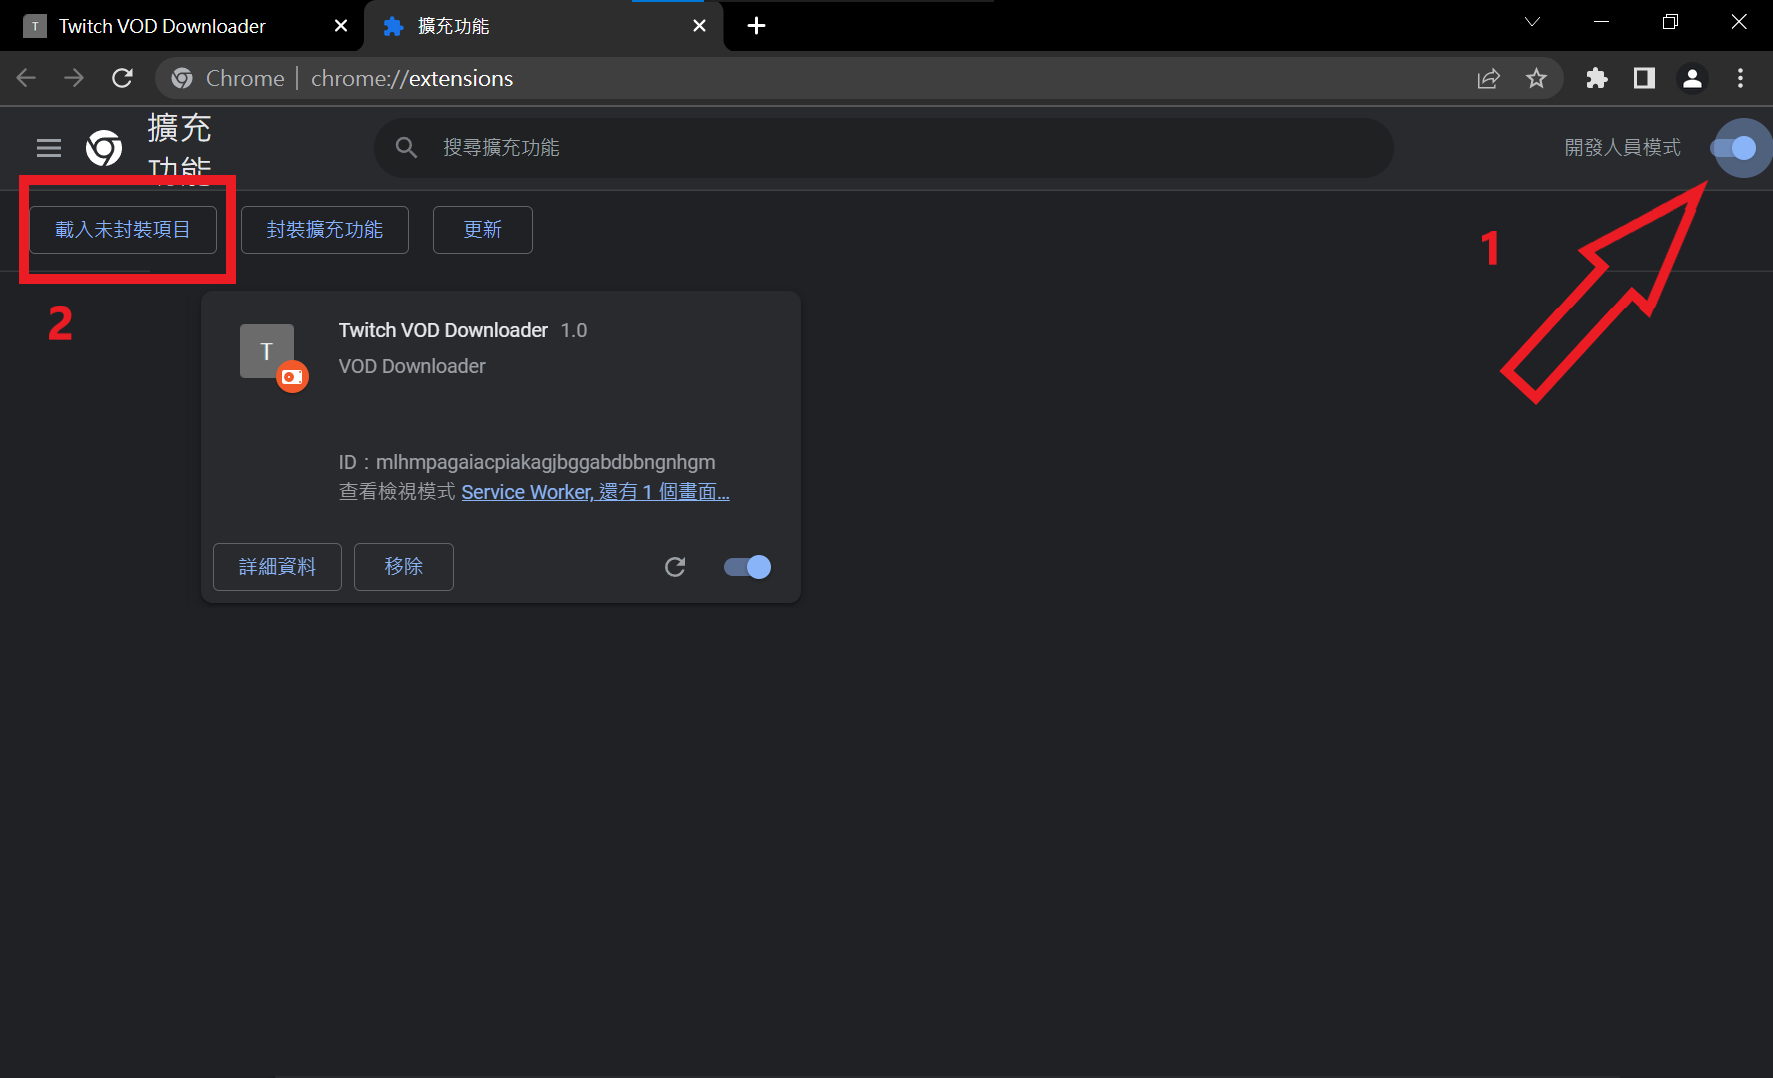 T Twitch VOD Downloader
擴充功能
Chrome | chrome://extensions
擴充
功能
搜尋擴充功能
開發人員模式
載入未封裝項目
封裝擴充功能
更新
1
2
T
Twitch VOD Downloader 1.0
VOD Downloader
ID：mlhmpagaiacpiakagjbggabdbbngnhgm
查看檢視模式 Service Worker, 還有 1 個畫面...
詳細資料
移除